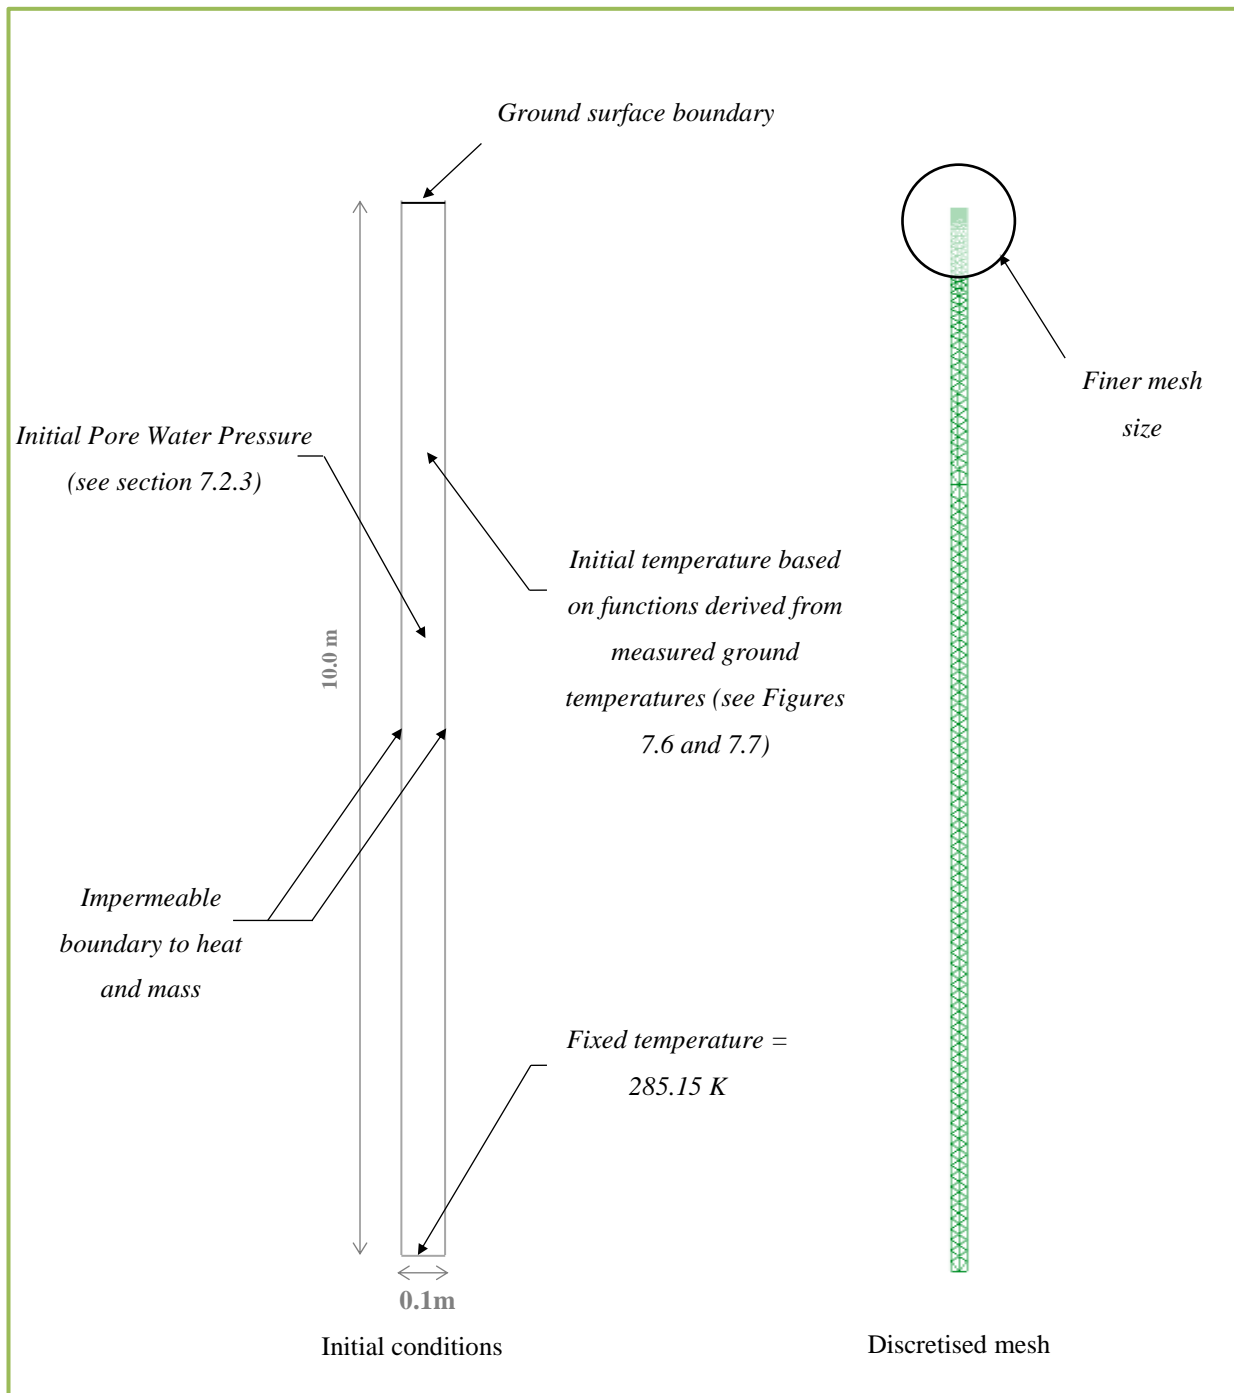 Ground surface boundary
Finer mesh
size
Initial Pore Water Pressure
(see section 7.2.3)
Initial temperature based
on functions derived from
measured ground
temperatures (see Figures
7.6 and 7.7)
10.0 m
Impermeable
boundary to heat
and mass
Fixed temperature =
285.15 K
0.1m
Initial conditions
Discretised mesh